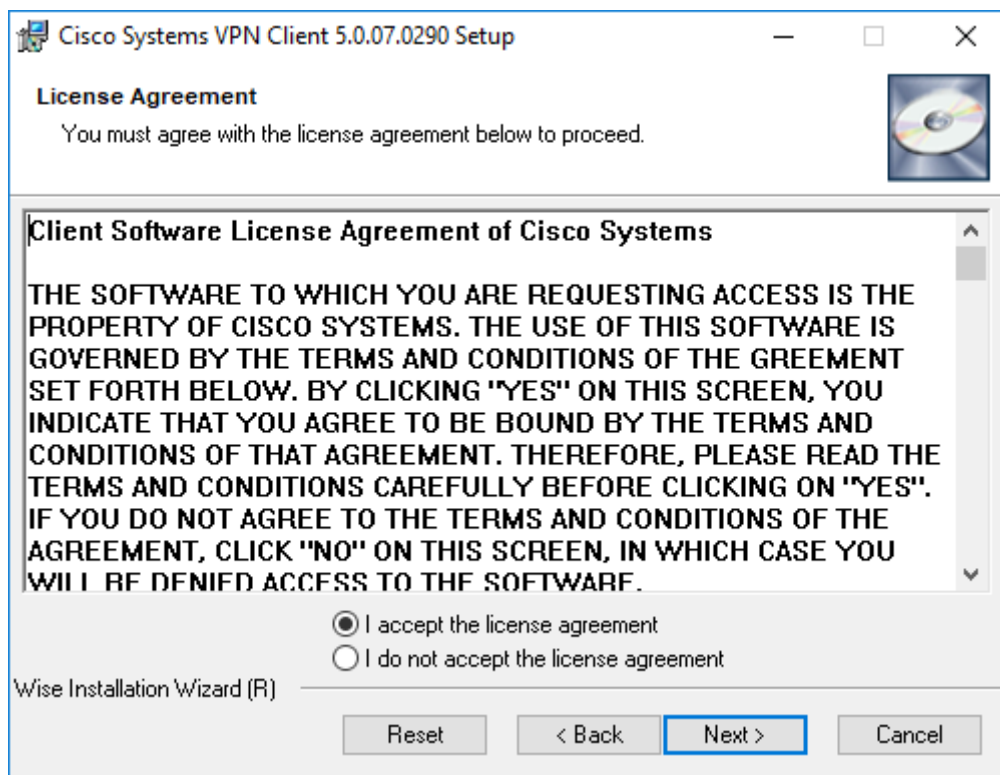 Cisco Systems VPN Client 5.0.07.0290 Setup
License Agreement
You must agree with the license agreement below to proceed.
Client Software License Agreement of Cisco Systems
THE SOFTWARE TO WHICH YOU ARE REQUESTING ACCESS IS THE
PROPERTY OF CISCO SYSTEMS. THE USE OF THIS SOFTWARE IS
GOVERNED BY THE TERMS AND CONDITIONS OF THE GREEMENT
SET FORTH BELOW. BY CLICKING "YES" ON THIS SCREEN, YOU
INDICATE THAT YOU AGREE TO BE BOUND BY THE TERMS AND
CONDITIONS OF THAT AGREEMENT. THEREFORE, PLEASE READ THE
TERMS AND CONDITIONS CAREFULLY BEFORE CLICKING ON "YES".
IF YOU DO NOT AGREE TO THE TERMS AND CONDITIONS OF THE
AGREEMENT, CLICK "NO" ON THIS SCREEN, IN WHICH CASE YOU
WILL BE DENIED ACCESS TO THE SOFTWARE.
I accept the license agreement
I do not accept the license agreement
Wise Installation Wizard (R)
Reset < Back Next > Cancel